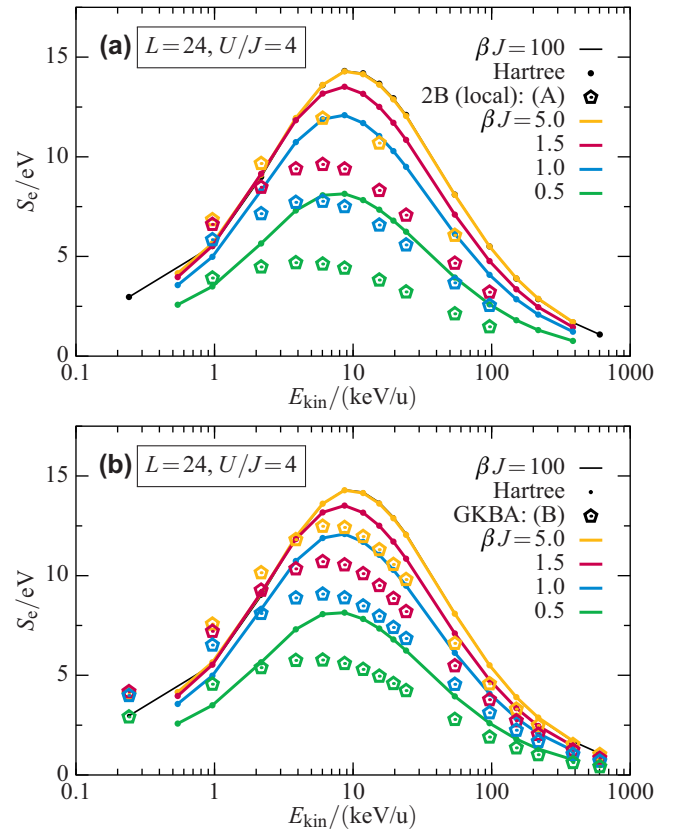 (a) L=24, U/J=4
βJ=100
Hartree
2B (local): (A)
βJ=5.0
1.5
1.0
0.5
15
10
5
0
Se/eV
0.1 1 10 100 1000
Ekin/(keV/u)
(b) L=24, U/J=4
βJ=100
Hartree
GKBA: (B)
βJ=5.0
1.5
1.0
0.5
15
10
5
0
Se/eV
0.1 1 10 100 1000
Ekin/(keV/u)